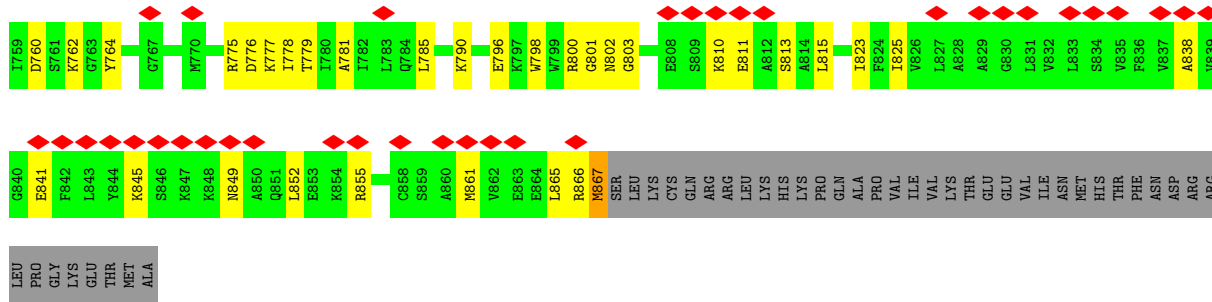 I759 D760 S761 K762 G763 Y764 G767 M770 R775 D776 K777 I778 T779 I780 A781 I782 L783 Q784 L785 K790 E796 K797 W798 W799 R800 G801 N802 G803 E808 S809 K810 E811 A812 S813 A814 L815 I823 F824 I825 V826 L827 A828 A829 G830 L831 V832 L833 S834 V835 F836 V837 A838 V839
G840 E841 F842 L843 Y844 K845 S846 K847 K848 N849 A850 Q851 L852 E853 K854 R855 C858 S859 A860 M861 V862 E863 E864 L865 R866 M867 SER LEU LYS CYS GLN ARG ARG LEU LYS HIS LYS PRO GLN ALA PRO VAL ILE VAL LYS THR GLU GLU VAL ILE ASN MET HIS THR PHE ASN ASP ARG ARG
LEU PRO GLY LYS GLU THR MET ALA